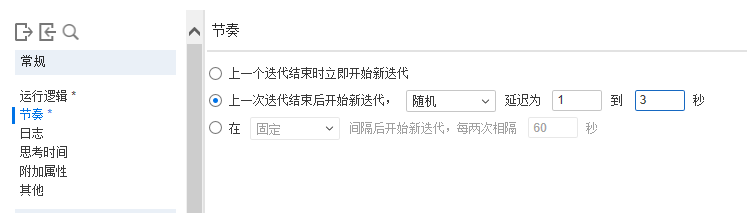 节奏
常规
运行逻辑 *
节奏 *
日志
思考时间
附加属性
其他
上一个迭代结束时立即开始新迭代
上一次迭代结束后开始新迭代， 随机 延迟为 1 到 3 秒
在 固定 间隔后开始新迭代，每两次相隔 60 秒